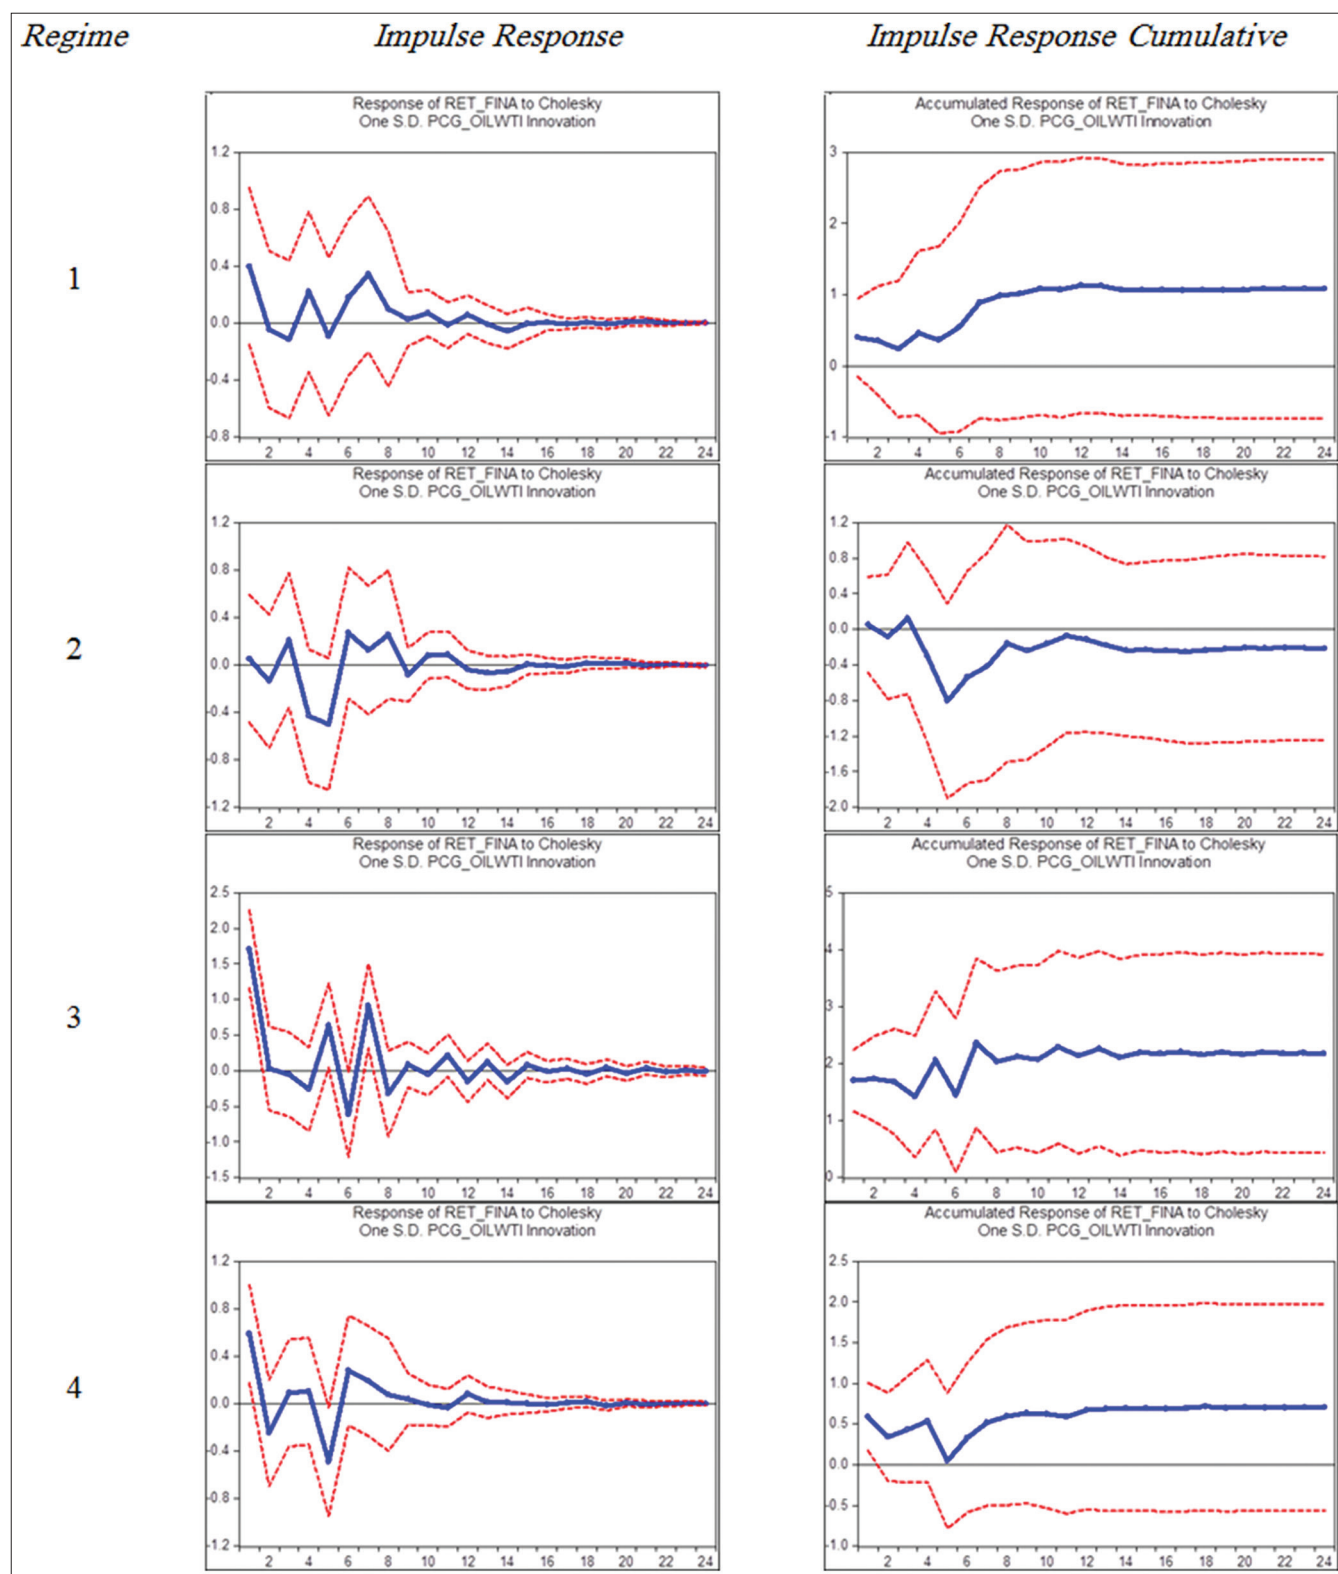 Regime Impulse Response Impulse Response Cumulative
Response of RET_FINA to Cholesky
One S.D. PCG_OILWTI Innovation
1.2
0.8
0.4
0.0
-0.4
-0.8
2 4 6 8 10 12 14 16 18 20 22 24
Accumulated Response of RET_FINA to Cholesky
One S.D. PCG_OILWTI Innovation
3
2
1
0
-1
2 4 6 8 10 12 14 16 18 20 22 24
1
Response of RET_FINA to Cholesky
One S.D. PCG_OILWTI Innovation
1.2
0.8
0.4
0.0
-0.4
-0.8
-1.2
2 4 6 8 10 12 14 16 18 20 22 24
Accumulated Response of RET_FINA to Cholesky
One S.D. PCG_OILWTI Innovation
1.2
0.8
0.4
0.0
-0.4
-0.8
-1.2
-1.6
-2.0
2 4 6 8 10 12 14 16 18 20 22 24
2
Response of RET_FINA to Cholesky
One S.D. PCG_OILWTI Innovation
2.5
2.0
1.5
1.0
0.5
0.0
-0.5
-1.0
-1.5
2 4 6 8 10 12 14 16 18 20 22 24
Accumulated Response of RET_FINA to Cholesky
One S.D. PCG_OILWTI Innovation
5
4
3
2
1
0
2 4 6 8 10 12 14 16 18 20 22 24
3
Response of RET_FINA to Cholesky
One S.D. PCG_OILWTI Innovation
1.2
0.8
0.4
0.0
-0.4
-0.8
-1.2
2 4 6 8 10 12 14 16 18 20 22 24
Accumulated Response of RET_FINA to Cholesky
One S.D. PCG_OILWTI Innovation
2.5
2.0
1.5
1.0
0.5
0.0
-0.5
-1.0
2 4 6 8 10 12 14 16 18 20 22 24
4